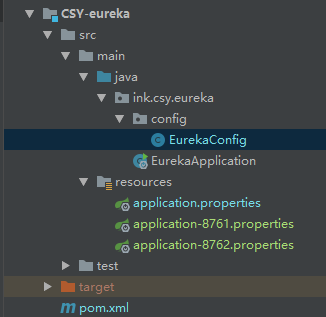 CSY-eureka
src
main
java
ink.csy.eureka
config
EurekaConfig
EurekaApplication
resources
application.properties
application-8761.properties
application-8762.properties
test
target
pom.xml